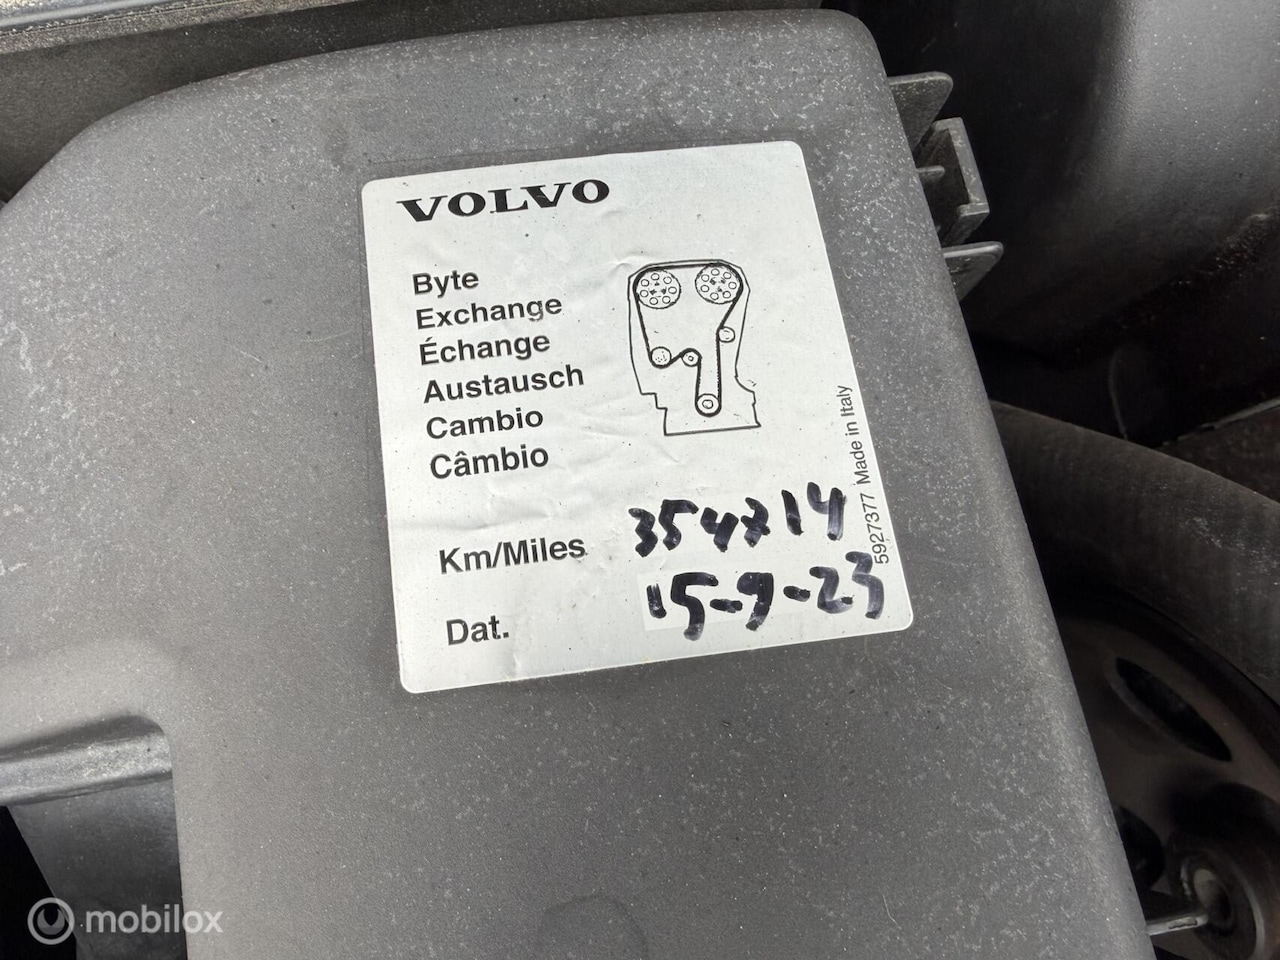 VOLVO
Byte
Exchange
Échange
Austausch
Cambio
Câmbio
Km/Miles 354714
Dat. 15-9-23
5927377 Made in Italy
mobilox